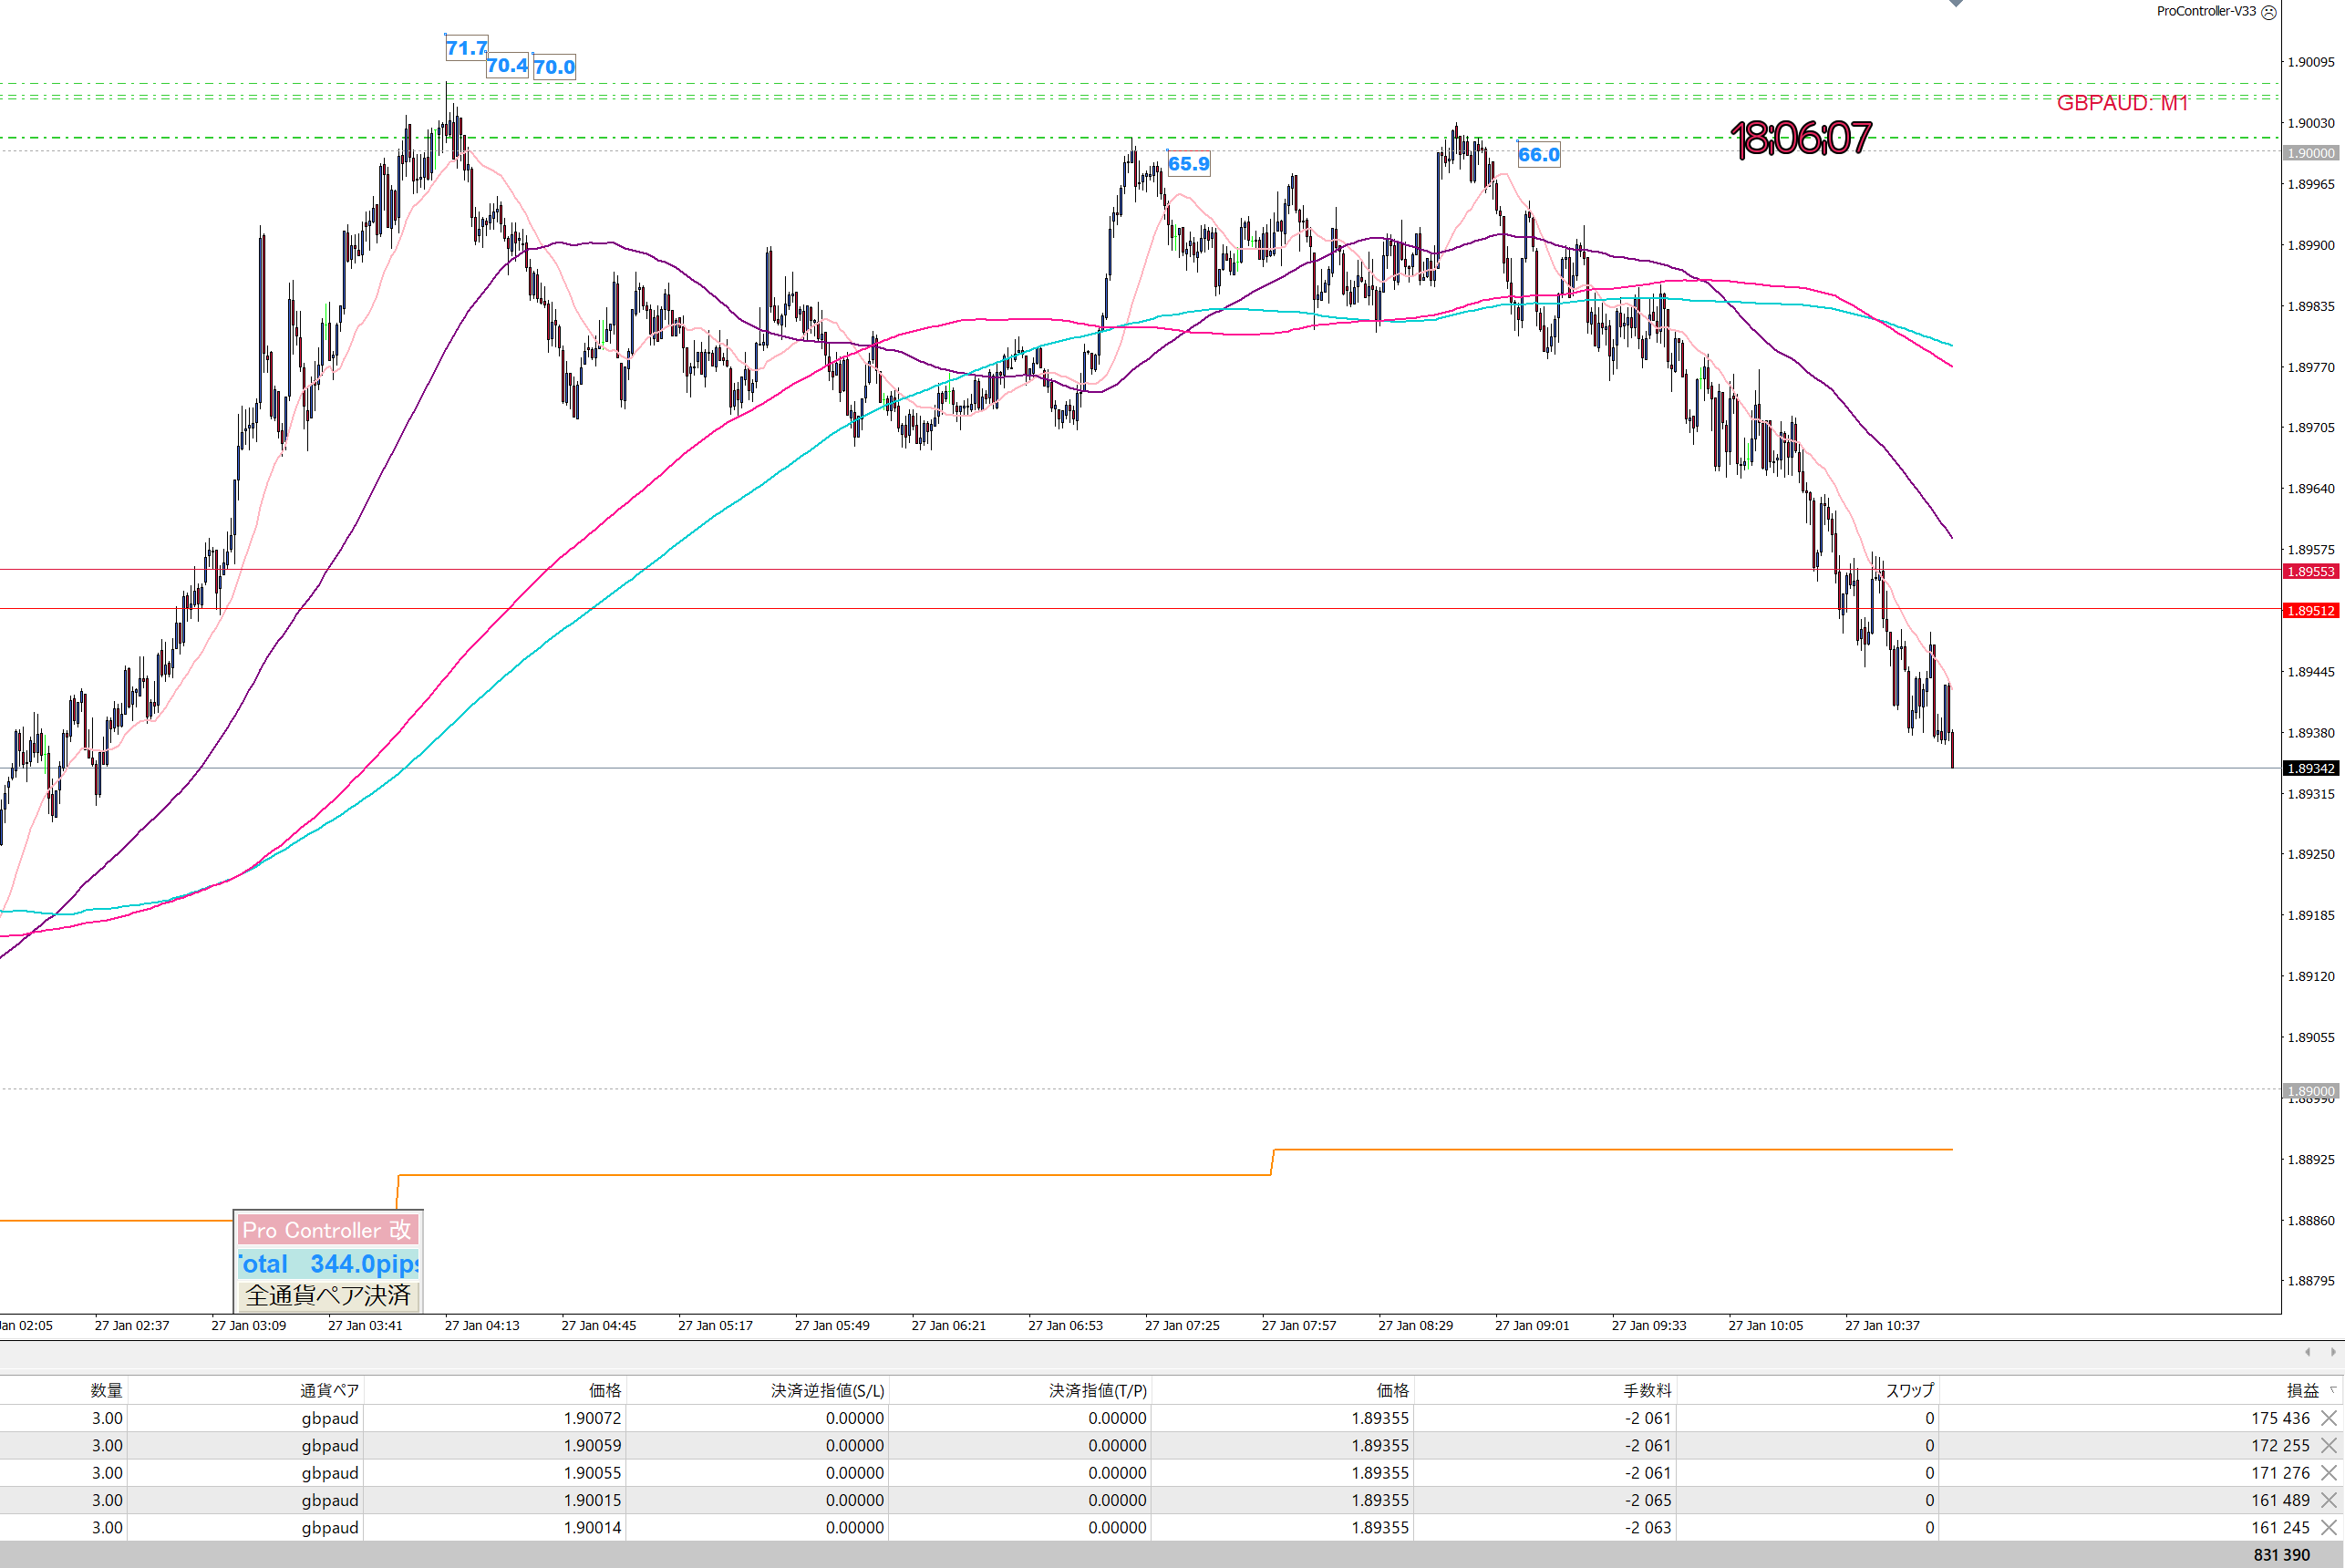 ProController-V33
71.7
70.4
70.0
1.90095
GBPAUD: M1
1.90030
18:06:07
65.9
66.0
1.90000
1.89965
1.89900
1.89835
1.89770
1.89705
1.89640
1.89575
1.89553
1.89512
1.89445
1.89380
1.89342
1.89315
1.89250
1.89185
1.89120
1.89055
1.89000
1.88990
1.88925
1.88860
1.88795
Pro Controller 改
otal 344.0pips
全通貨ペア決済
an 02:05 27 Jan 02:37 27 Jan 03:09 27 Jan 03:41 27 Jan 04:13 27 Jan 04:45 27 Jan 05:17 27 Jan 05:49 27 Jan 06:21 27 Jan 06:53 27 Jan 07:25 27 Jan 07:57 27 Jan 08:29 27 Jan 09:01 27 Jan 09:33 27 Jan 10:05 27 Jan 10:37
数量 通貨ペア 価格 決済逆指値(S/L) 決済指値(T/P) 価格 手数料 スワップ 損益
3.00 gbpaud 1.90072 0.00000 0.00000 1.89355 -2 061 0 175 436
3.00 gbpaud 1.90059 0.00000 0.00000 1.89355 -2 061 0 172 255
3.00 gbpaud 1.90055 0.00000 0.00000 1.89355 -2 061 0 171 276
3.00 gbpaud 1.90015 0.00000 0.00000 1.89355 -2 065 0 161 489
3.00 gbpaud 1.90014 0.00000 0.00000 1.89355 -2 063 0 161 245
831 390